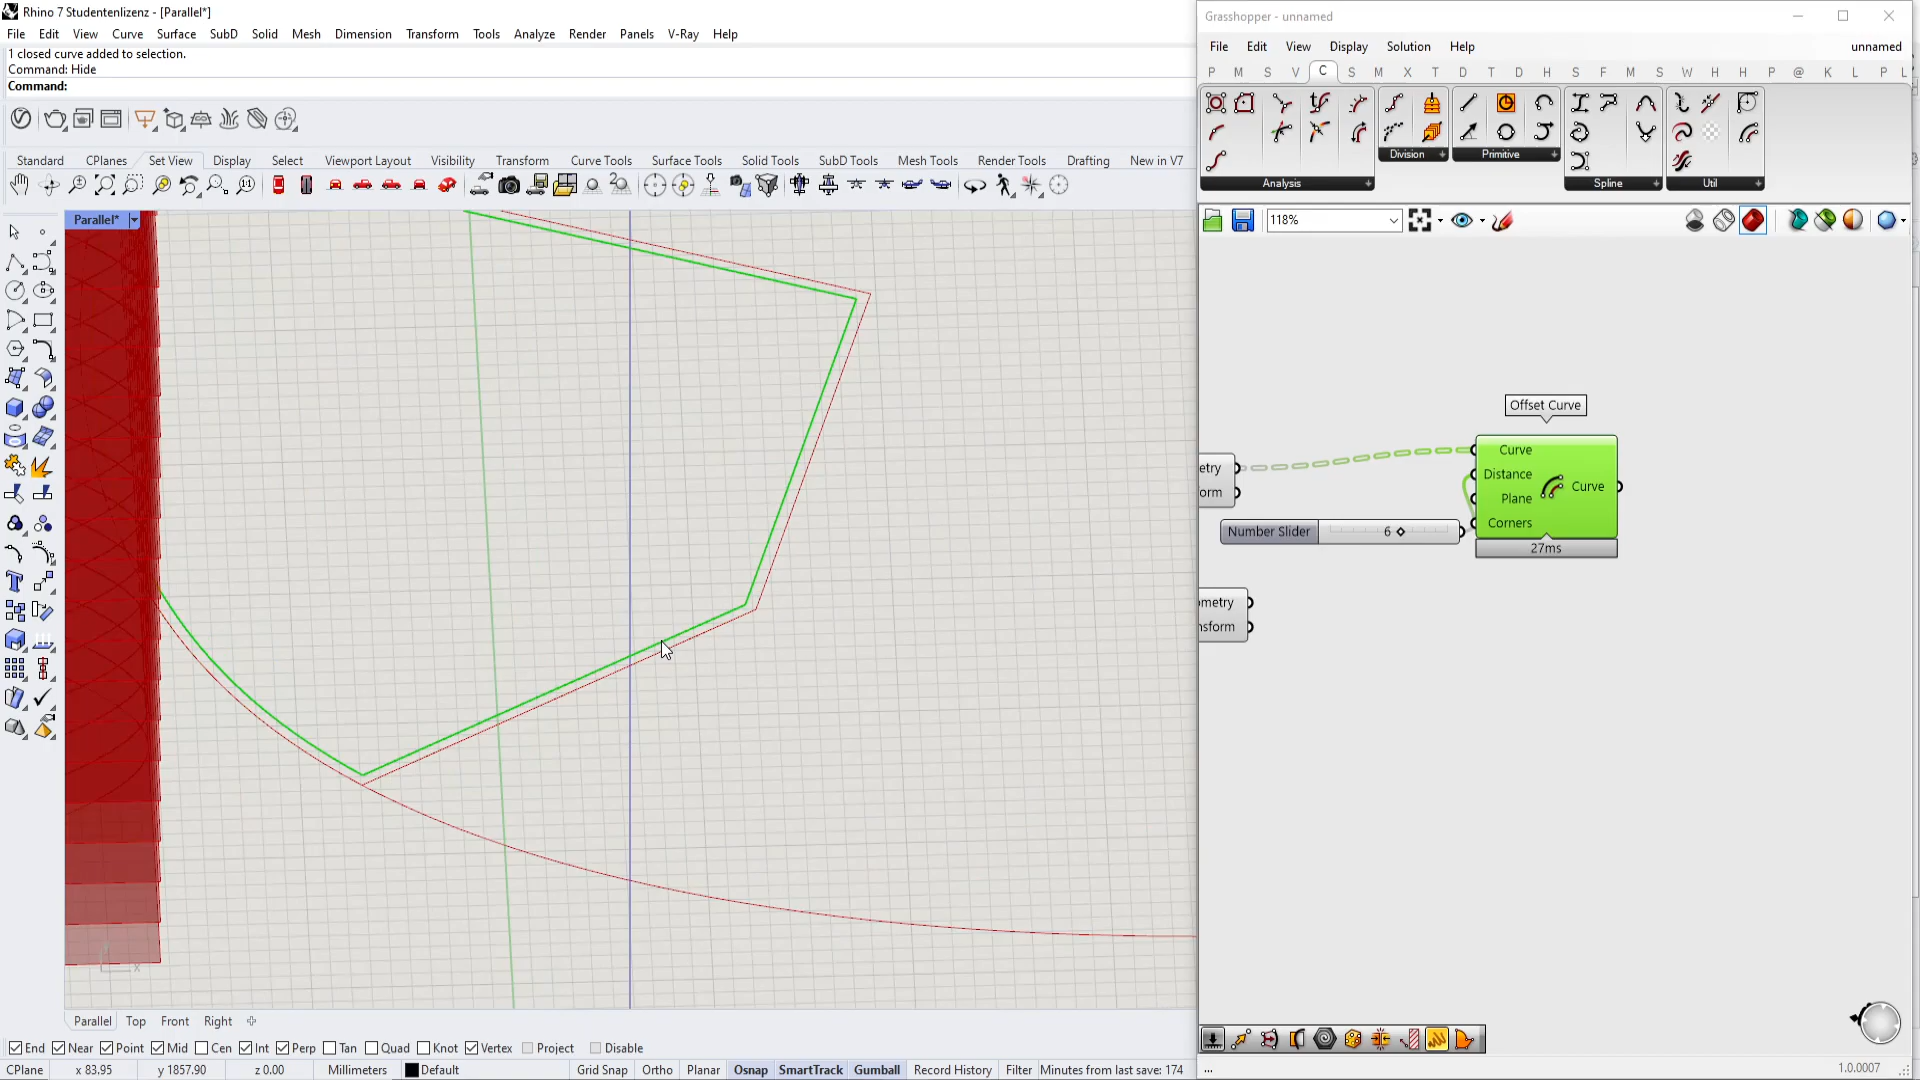 Rhino 7 Studentenlizenz - [Parallel*]
File Edit View Curve Surface SubD Solid Mesh Dimension Transform Tools Analyze Render Panels V-Ray Help
1 closed curve added to selection.
Command: Hide
Command:
Standard CPlanes Set View Display Select Viewport Layout Visibility Transform Curve Tools Surface Tools Solid Tools SubD Tools Mesh Tools Render Tools Drafting New in V7
Parallel*
Parallel Top Front Right
End Near Point Mid Cen Int Perp Tan Quad Knot Vertex Project Disable
CPlane x 83.95 y 1857.90 z 0.00 Millimeters Default Grid Snap Ortho Planar Osnap SmartTrack Gumball Record History Filter Minutes from last save: 174
Grasshopper - unnamed
File Edit View Display Solution Help unnamed
P M S V C S M X T D T D H S F M S W H H P @ K L P L
Division Primitive
Analysis Spline Util
118%
Offset Curve
Curve
etry
Distance
Curve
orm
Plane
Corners
Number Slider 6
27ms
ometry
nsform
... 1.0.0007